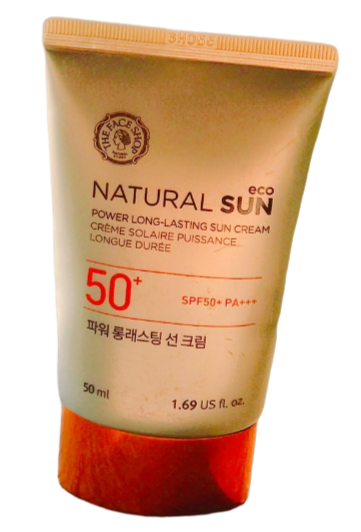 THE FACE SHOP
NATURAL eco SUN
POWER LONG-LASTING SUN CREAM
CRÈME SOLAIRE PUISSANCE
LONGUE DURÉE
50+
SPF50+ PA+++
파워 롱래스팅 선 크림
50 ml
1.69 US fl. oz.